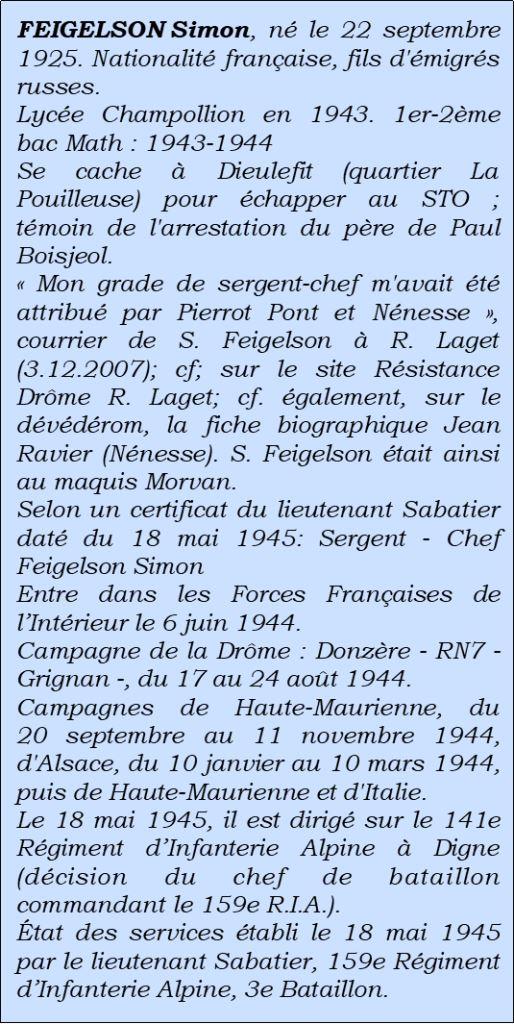 FEIGELSON Simon, né le 22 septembre
1925. Nationalité française, fils d'émigrés
russes.
Lycée Champollion en 1943. 1er-2ème
bac Math : 1943-1944
Se cache à Dieulefit (quartier La
Pouilleuse) pour échapper au STO ;
témoin de l'arrestation du père de Paul
Boisjeol.
« Mon grade de sergent-chef m'avait été
attribué par Pierrot Pont et Nénesse »,
courrier de S. Feigelson à R. Laget
(3.12.2007); cf; sur le site Résistance
Drôme R. Laget; cf. également, sur le
dévédérom, la fiche biographique Jean
Ravier (Nénesse). S. Feigelson était ainsi
au maquis Morvan.
Selon un certificat du lieutenant Sabatier
daté du 18 mai 1945: Sergent - Chef
Feigelson Simon
Entre dans les Forces Françaises de
l’Intérieur le 6 juin 1944.
Campagne de la Drôme : Donzère - RN7 -
Grignan -, du 17 au 24 août 1944.
Campagnes de Haute-Maurienne, du
20 septembre au 11 novembre 1944,
d'Alsace, du 10 janvier au 10 mars 1944,
puis de Haute-Maurienne et d'Italie.
Le 18 mai 1945, il est dirigé sur le 141e
Régiment d’Infanterie Alpine à Digne
(décision du chef de bataillon
commandant le 159e R.I.A.).
État des services établi le 18 mai 1945
par le lieutenant Sabatier, 159e Régiment
d’Infanterie Alpine, 3e Bataillon.